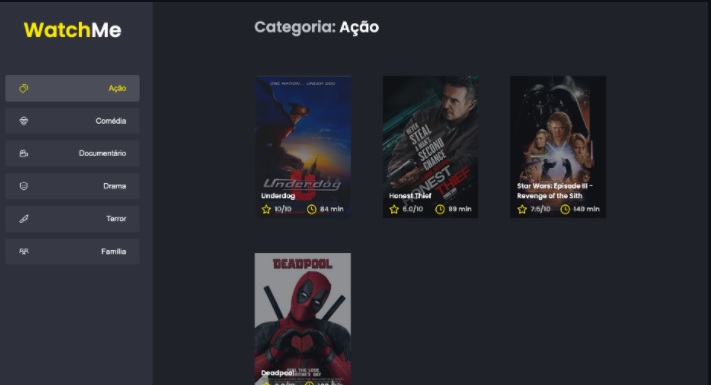 WatchMe
Categoria: Ação
Ação
Comédia
Documentário
Drama
Terror
Família
ONE NATION... UNDER DOG
Underdog
Underdog
10/10 84 min
NEVER
STEAL
A MAN'S
SECOND
CHANCE
HONEST
THIEF
Honest Thief
6.0/10 99 min
Star Wars: Episode III -
Revenge of the Sith
7.5/10 140 min
DEADPOOL
Deadpool